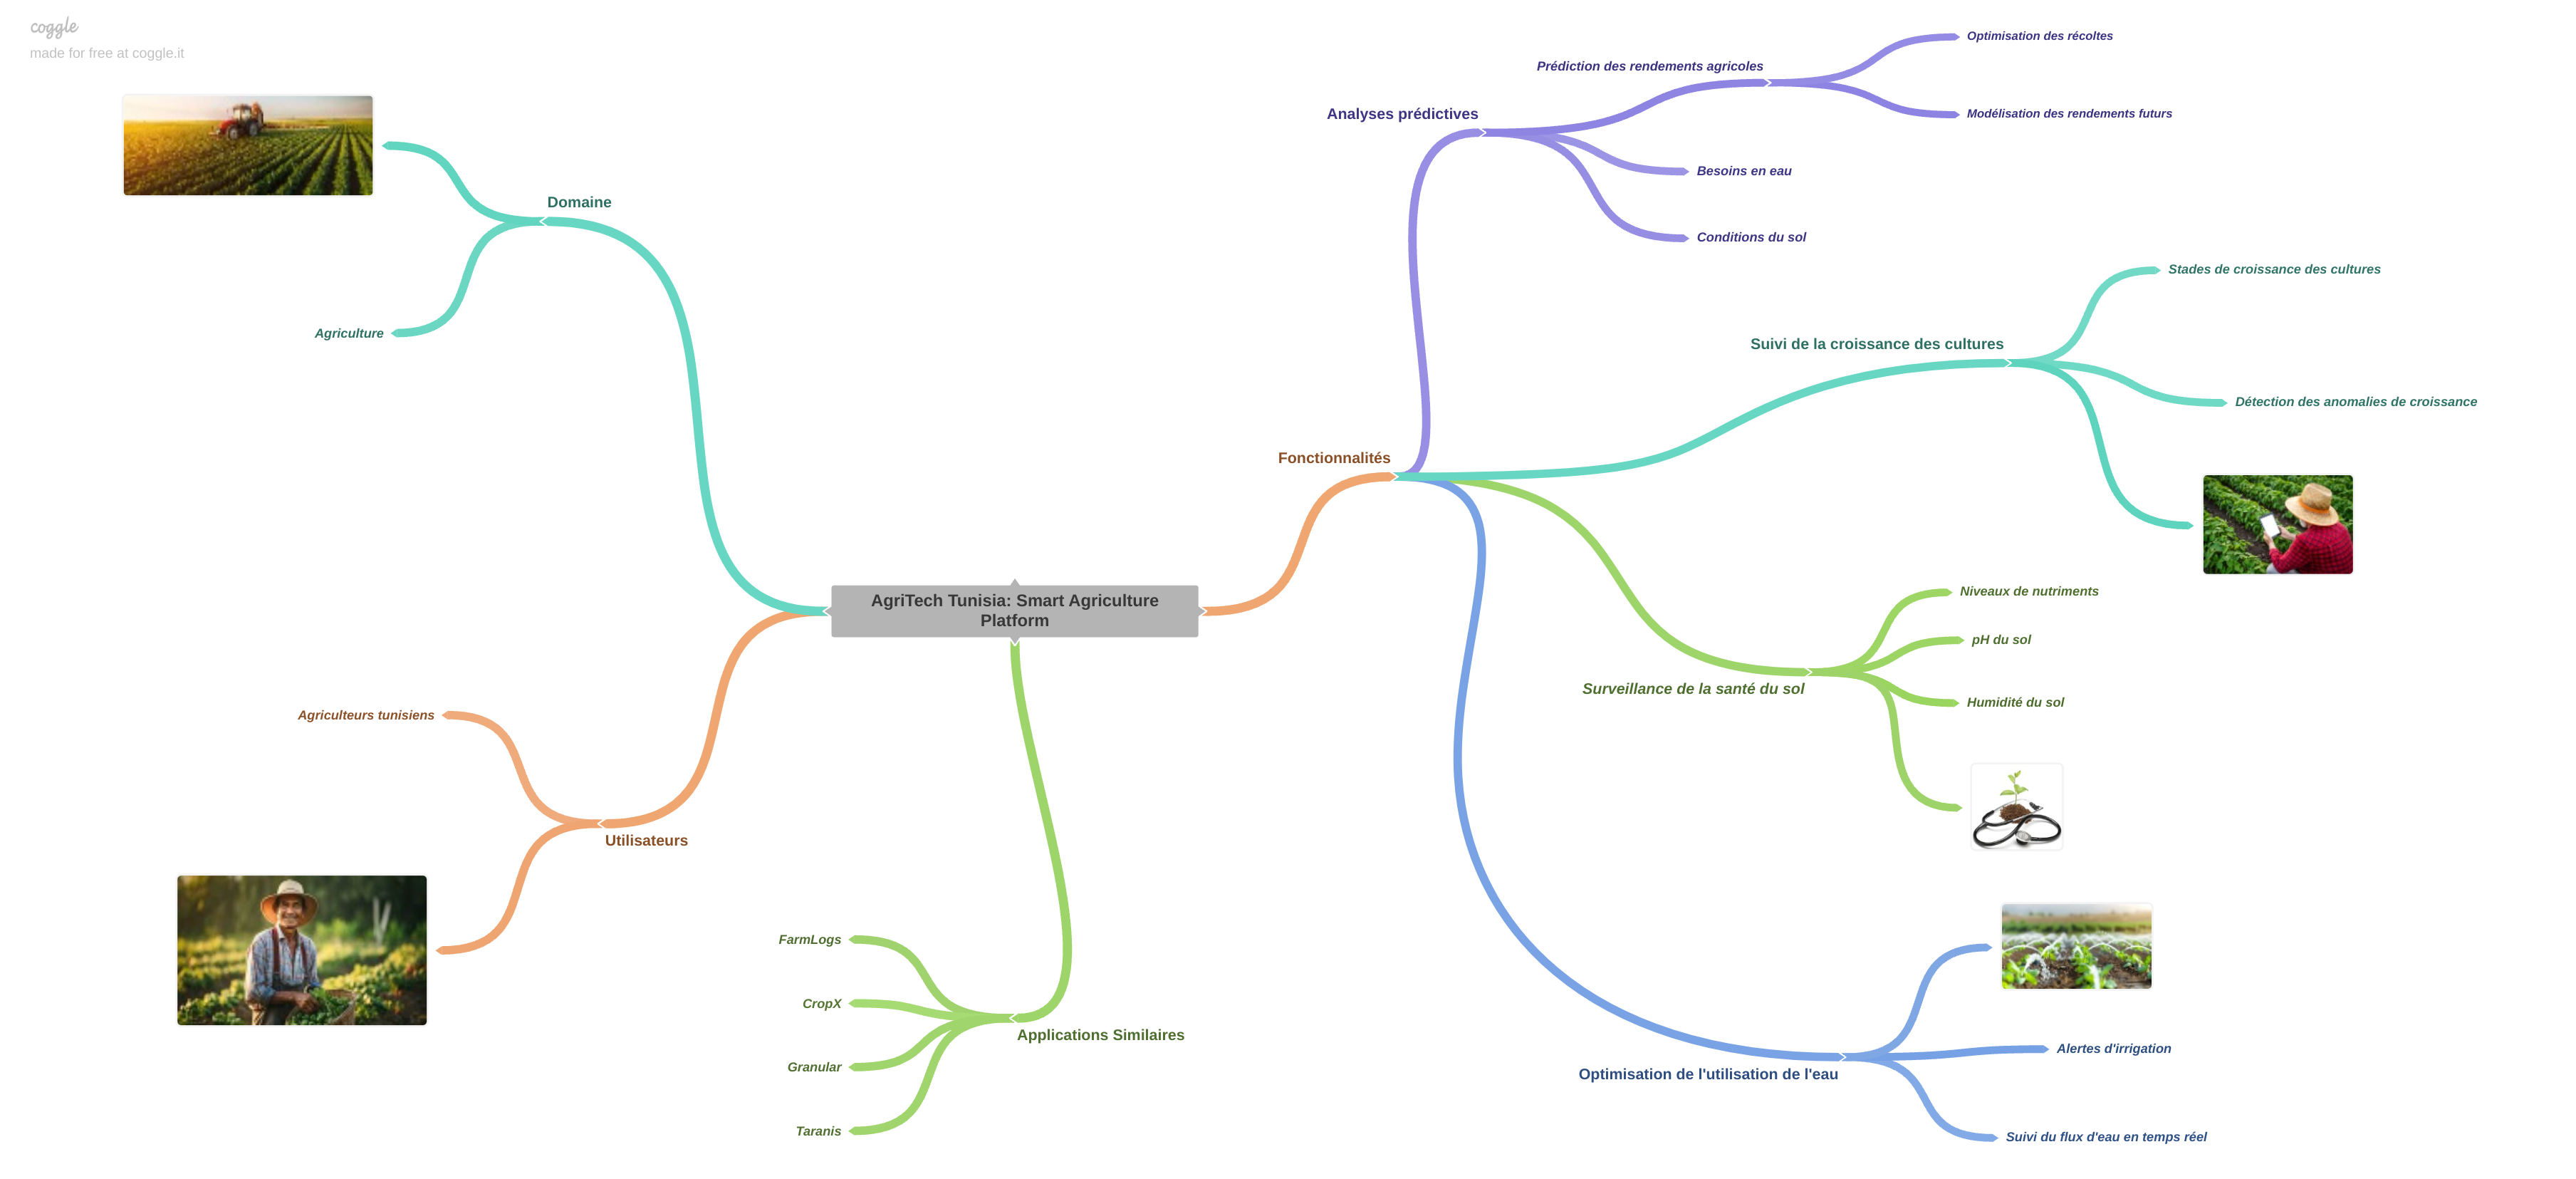 coggle
made for free at coggle.it
Optimisation des récoltes
Prédiction des rendements agricoles
Analyses prédictives
Modélisation des rendements futurs
Besoins en eau
Conditions du sol
Domaine
Agriculture
Stades de croissance des cultures
Suivi de la croissance des cultures
Détection des anomalies de croissance
Fonctionnalités
AgriTech Tunisia: Smart Agriculture
Platform
Niveaux de nutriments
pH du sol
Surveillance de la santé du sol
Humidité du sol
Agriculteurs tunisiens
Utilisateurs
FarmLogs
CropX
Applications Similaires
Granular
Taranis
Alertes d'irrigation
Optimisation de l'utilisation de l'eau
Suivi du flux d'eau en temps réel